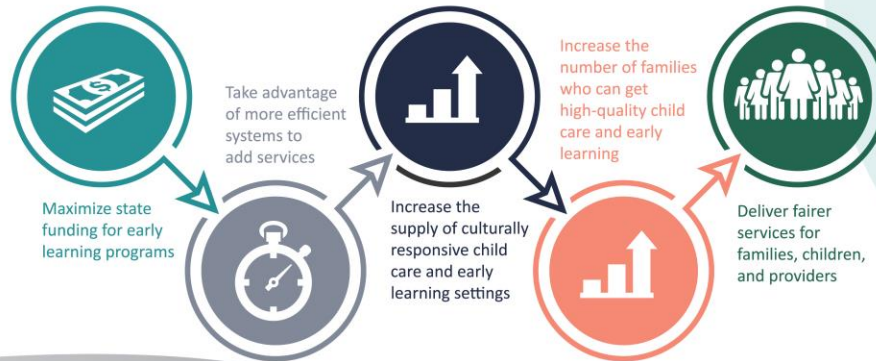 Maximize state
funding for early
learning programs
Take advantage
of more efficient
systems to
add services
Increase the
supply of culturally
responsive child
care and early
learning settings
Increase the
number of families
who can get
high-quality child
care and early
learning
Deliver fairer
services for
families, children,
and providers